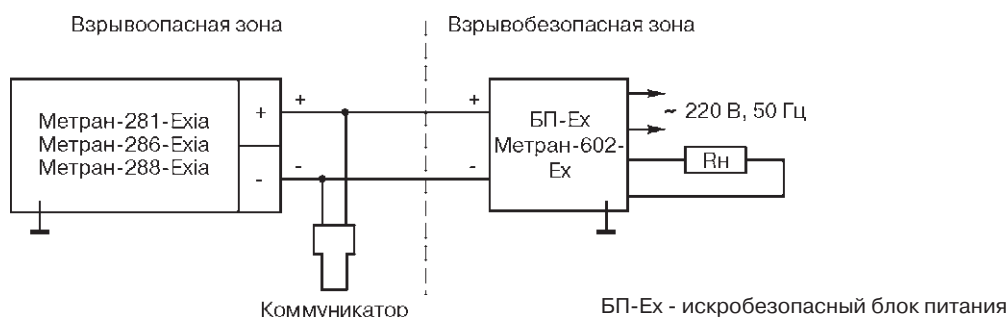 Взрывоопасная зона
Взрывобезопасная зона
Метран-281-Exia
Метран-286-Exia
Метран-288-Exia
+
-
+
-
+
-
БП-Ех
Метран-602-
Ех
~ 220 В, 50 Гц
Rн
Коммуникатор
БП-Ех - искробезопасный блок питания